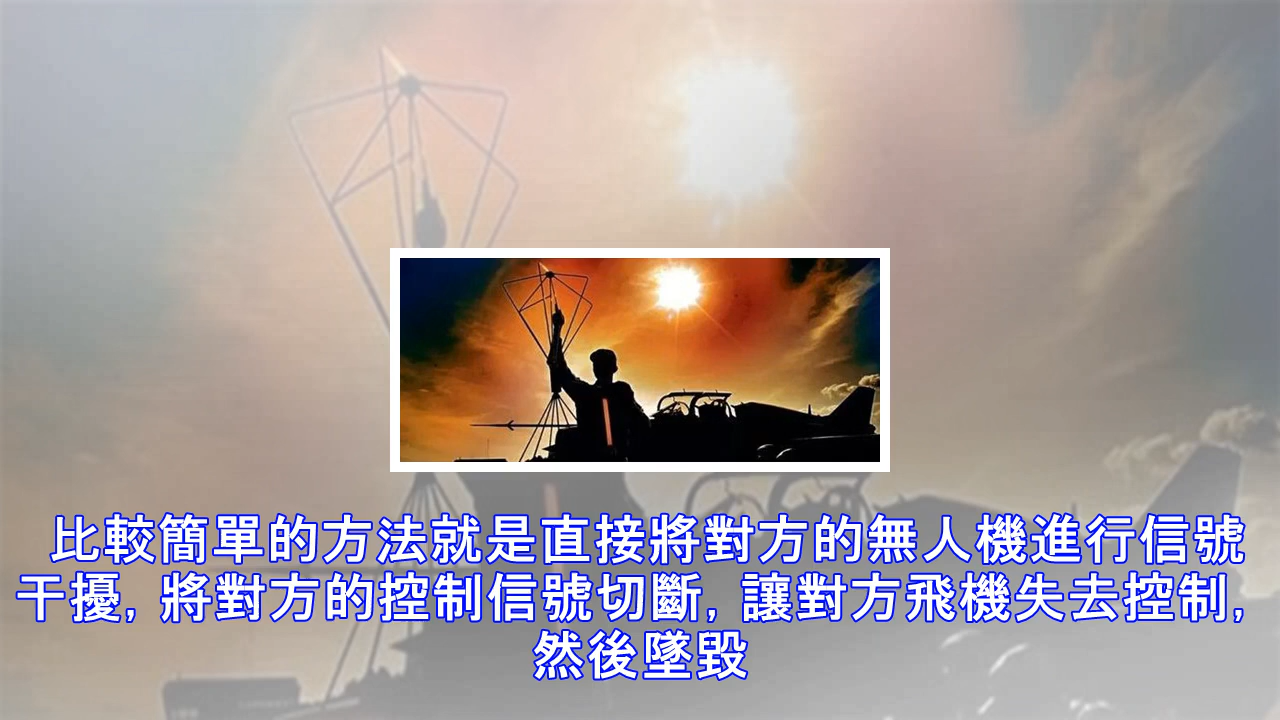 比較簡單的方法就是直接將對方的無人機進行信號
干擾, 將對方的控制信號切斷, 讓對方飛機失去控制,
然後墜毀